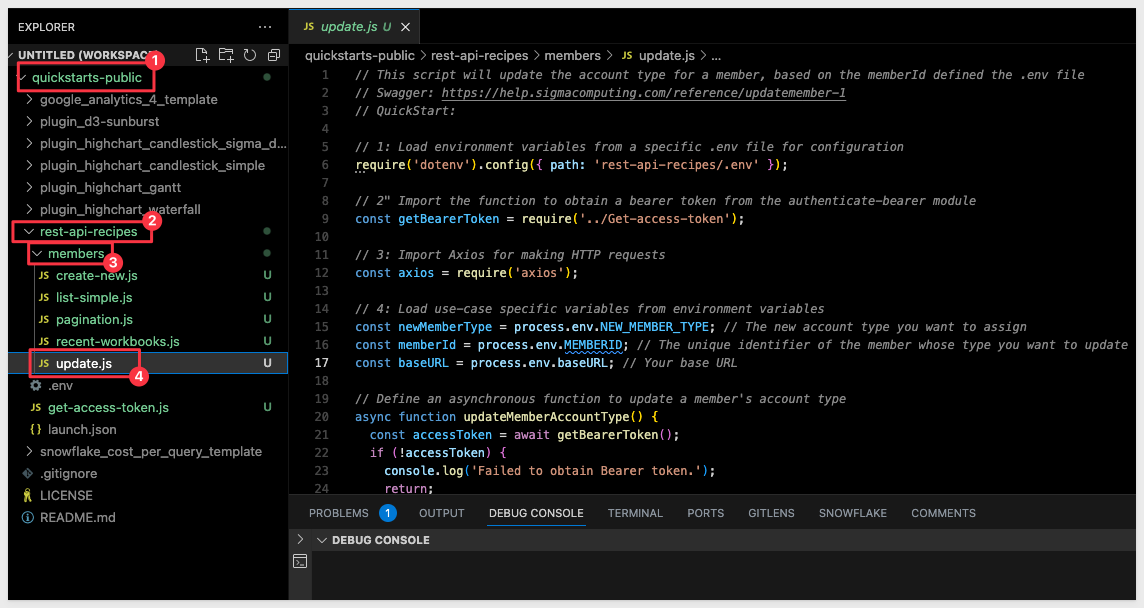 EXPLORER
UNTITLED (WORKSPAC
1
quickstarts-public
google_analytics_4_template
plugin_d3-sunburst
plugin_highchart_candlestick_sigma_d...
plugin_highchart_candlestick_simple
plugin_highchart_gantt
plugin_highchart_waterfall
2
rest-api-recipes
members
3
JS create-new.js U
JS list-simple.js U
JS pagination.js U
JS recent-workbooks.js U
JS update.js U
4
.env
JS get-access-token.js U
{} launch.json
snowflake_cost_per_query_template
.gitignore
LICENSE
README.md
JS update.js U
quickstarts-public > rest-api-recipes > members > JS update.js > ...
1 // This script will update the account type for a member, based on the memberId defined the .env file
2 // Swagger: https://help.sigmacomputing.com/reference/updatemember-1
3 // QuickStart:
4
5 // 1: Load environment variables from a specific .env file for configuration
6 require('dotenv').config({ path: 'rest-api-recipes/.env' });
7
8 // 2" Import the function to obtain a bearer token from the authenticate-bearer module
9 const getBearerToken = require('../Get-access-token');
10
11 // 3: Import Axios for making HTTP requests
12 const axios = require('axios');
13
14 // 4: Load use-case specific variables from environment variables
15 const newMemberType = process.env.NEW_MEMBER_TYPE; // The new account type you want to assign
16 const memberId = process.env.MEMBERID; // The unique identifier of the member whose type you want to update
17 const baseURL = process.env.baseURL; // Your base URL
18
19 // Define an asynchronous function to update a member's account type
20 async function updateMemberAccountType() {
21 const accessToken = await getBearerToken();
22 if (!accessToken) {
23 console.log('Failed to obtain Bearer token.');
24 return;
PROBLEMS 1 OUTPUT DEBUG CONSOLE TERMINAL PORTS GITLENS SNOWFLAKE COMMENTS
DEBUG CONSOLE